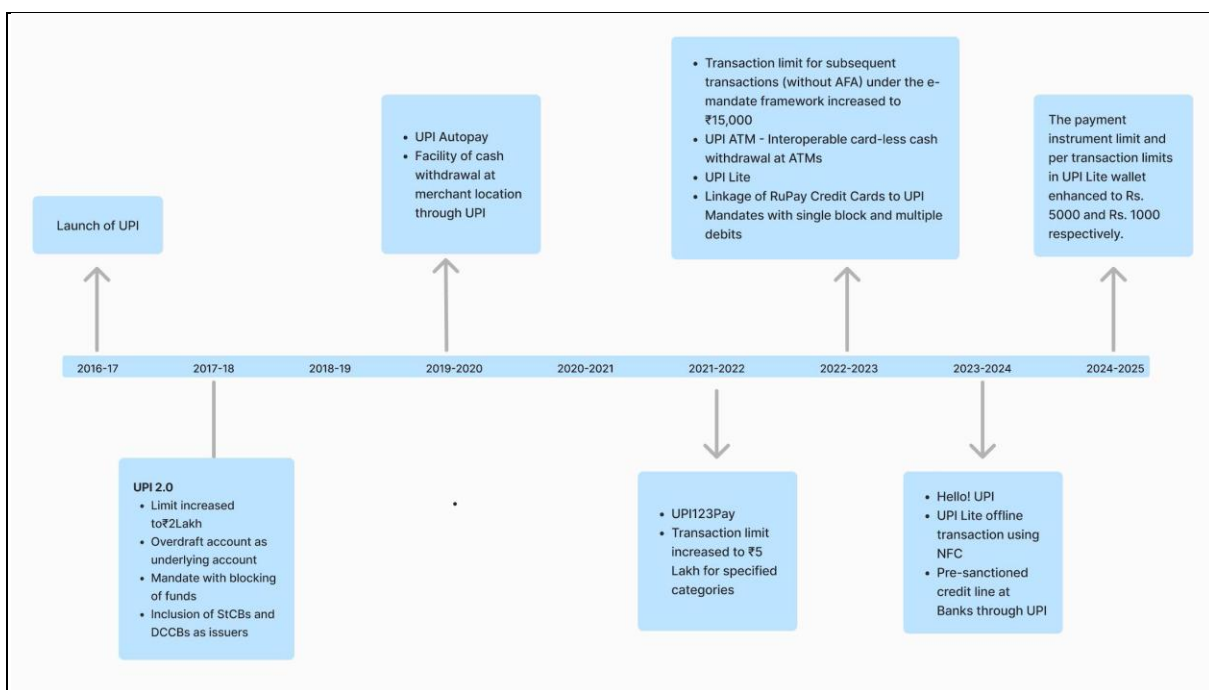 Launch of UPI
• UPI Autopay
• Facility of cash
withdrawal at
merchant location
through UPI
• Transaction limit for subsequent
transactions (without AFA) under the e-
mandate framework increased to
₹15,000
• UPI ATM - Interoperable card-less cash
withdrawal at ATMs
• UPI Lite
• Linkage of RuPay Credit Cards to UPI
Mandates with single block and multiple
debits
The payment
instrument limit and
per transaction limits
in UPI Lite wallet
enhanced to Rs.
5000 and Rs. 1000
respectively.
2016-17 2017-18 2018-19 2019-2020 2020-2021 2021-2022 2022-2023 2023-2024 2024-2025
UPI 2.0
• Limit increased
to₹2Lakh
• Overdraft account as
underlying account
• Mandate with blocking
of funds
• Inclusion of StCBs and
DCCBs as issuers
• UPI123Pay
• Transaction limit
increased to ₹5
Lakh for specified
categories
• Hello! UPI
• UPI Lite offline
transaction using
NFC
• Pre-sanctioned
credit line at
Banks through UPI